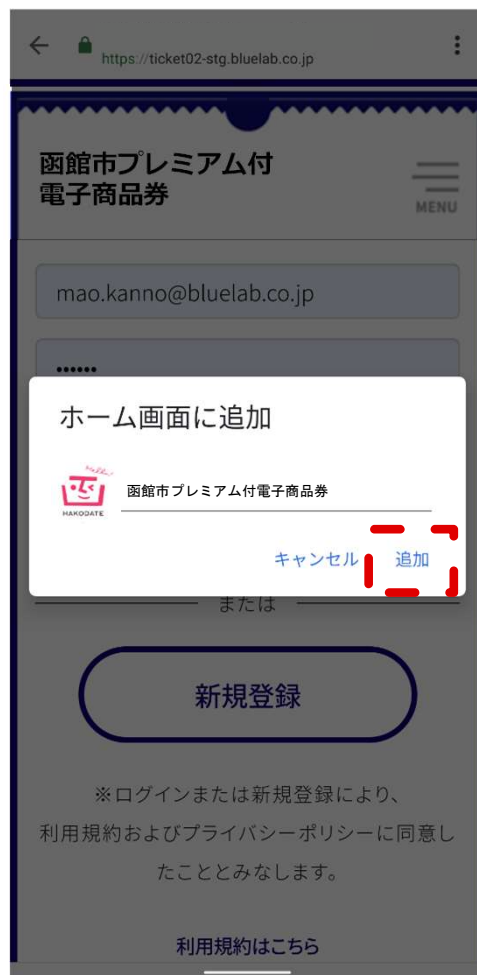 https://ticket02-stg.bluelab.co.jp
函館市プレミアム付
電子商品券
MENU
mao.kanno@bluelab.co.jp
••••••
ホーム画面に追加
Hello!
HAKODATE
函館市プレミアム付電子商品券
キャンセル
追加
または
新規登録
※ログインまたは新規登録により、
利用規約およびプライバシーポリシーに同意し
たこととみなします。
利用規約はこちら